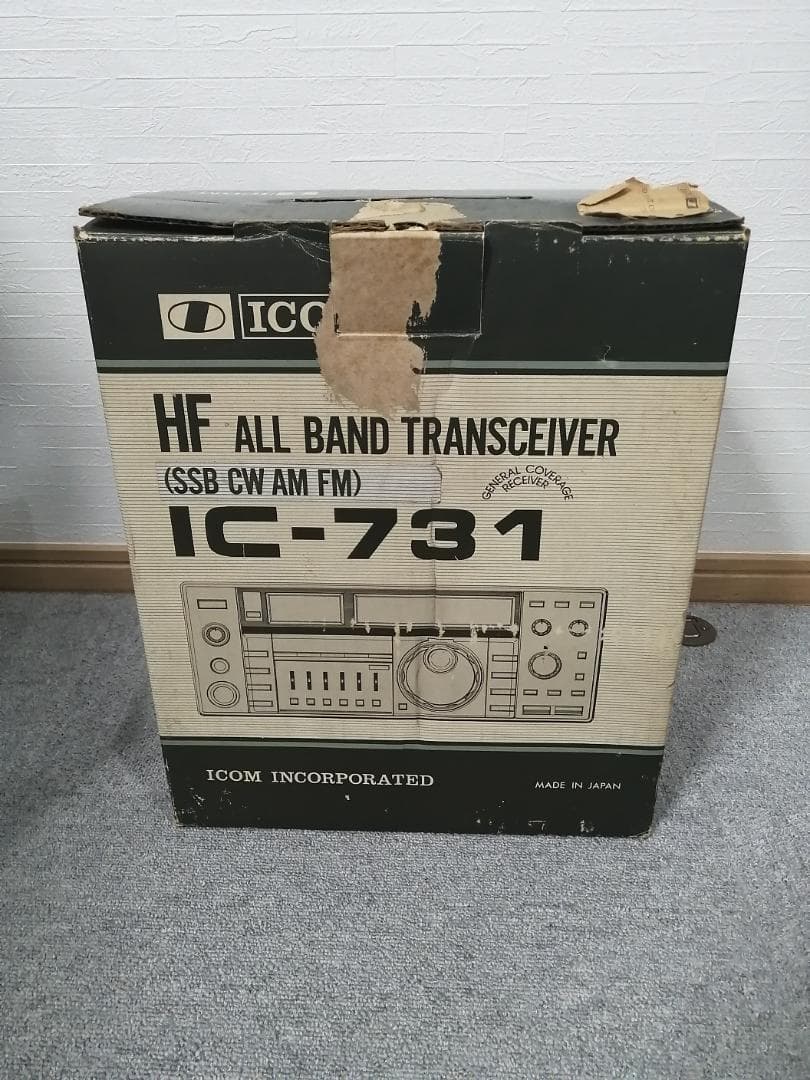 ICO
HF ALL BAND TRANSCEIVER
(SSB CW AM FM)
GENERAL COVERAGE
RECEIVER
IC-731
ICOM INCORPORATED
MADE IN JAPAN